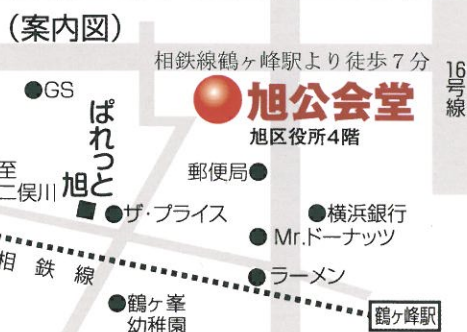 （案内図）
相鉄線鶴ヶ峰駅より徒歩７分
16号線
旭公会堂
旭区役所4階
GS
ぱれっと旭
郵便局
至
二俣川
ザ・プライス
横浜銀行
Mr.ドーナッツ
相鉄線
ラーメン
鶴ヶ峯
幼稚園
鶴ヶ峰駅